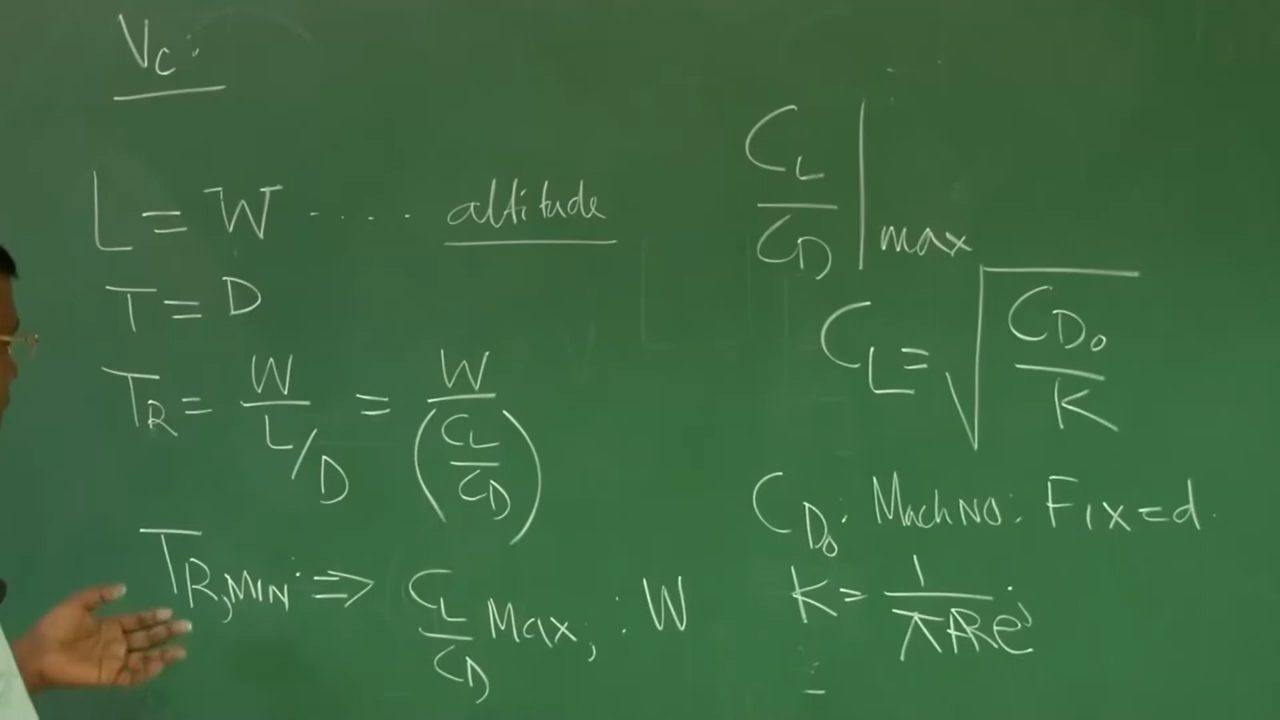 Vc:
L = W ..... altitude
T = D
TR = W / (L/D) = W / (CL/CD)
TR,MIN. => CL/CD Max, : W
CL/CD | max
CL = √(CD0/K)
CD0: Mach NO: Fix=d.
K = 1/(πARe)